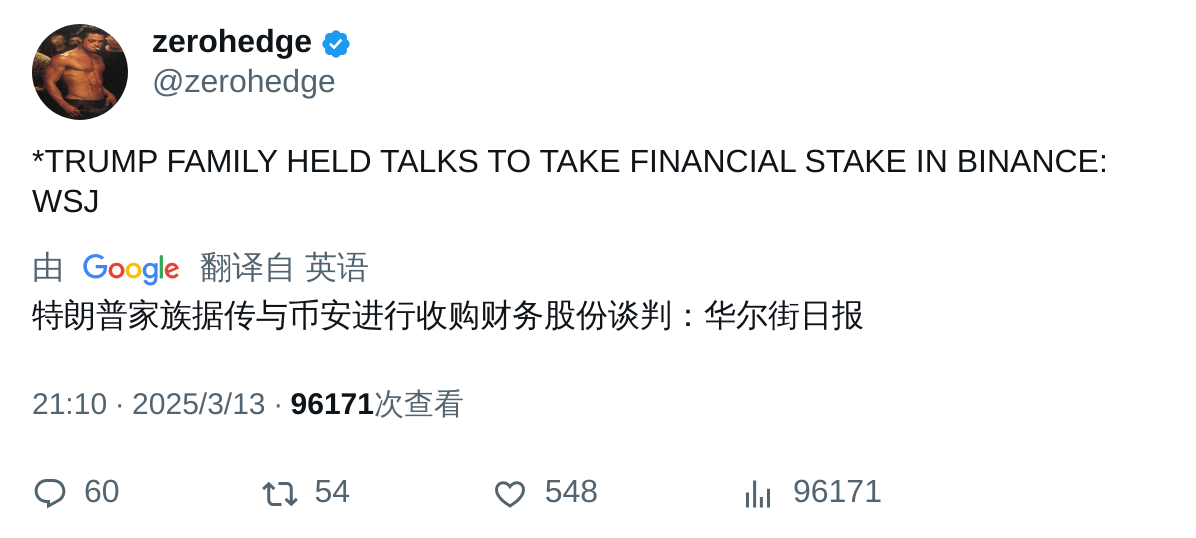 zerohedge
@zerohedge
*TRUMP FAMILY HELD TALKS TO TAKE FINANCIAL STAKE IN BINANCE:
WSJ
由 Google 翻译自 英语
特朗普家族据传与币安进行收购财务股份谈判：华尔街日报
21:10 · 2025/3/13 · 96171次查看
60 54 548 96171